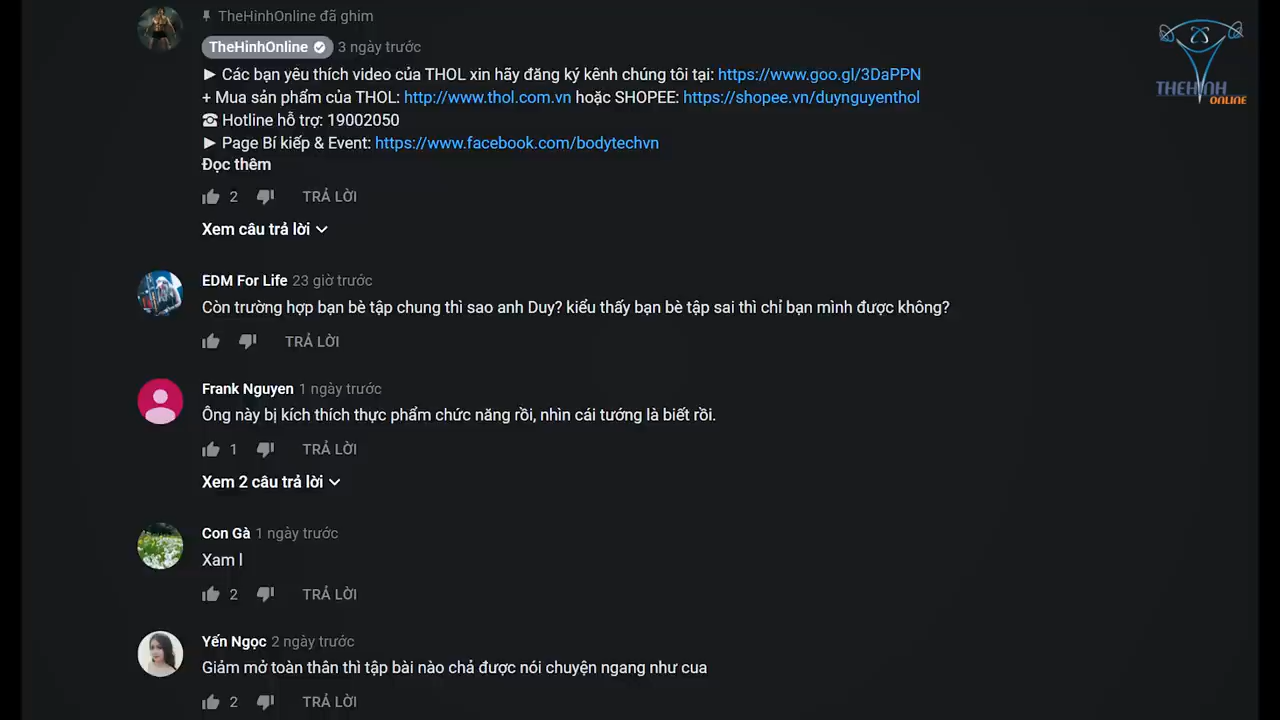 TheHinhOnline đã ghim
TheHinhOnline 3 ngày trước
► Các bạn yêu thích video của THOL xin hãy đăng ký kênh chúng tôi tại: https://www.goo.gl/3DaPPN
+ Mua sản phẩm của THOL: http://www.thol.com.vn hoặc SHOPEE: https://shopee.vn/duynguyenthol
☎ Hotline hỗ trợ: 19002050
► Page Bí kiếp & Event: https://www.facebook.com/bodytechvn
Đọc thêm
2 TRẢ LỜI
Xem câu trả lời
EDM For Life 23 giờ trước
Còn trường hợp bạn bè tập chung thì sao anh Duy? kiểu thấy bạn bè tập sai thì chỉ bạn mình được không?
TRẢ LỜI
Frank Nguyen 1 ngày trước
Ông này bị kích thích thực phẩm chức năng rồi, nhìn cái tướng là biết rồi.
1 TRẢ LỜI
Xem 2 câu trả lời
Con Gà 1 ngày trước
Xam l
2 TRẢ LỜI
Yến Ngọc 2 ngày trước
Giảm mở toàn thân thì tập bài nào chả được nói chuyện ngang như cua
2 TRẢ LỜI
THEHINH
ONLINE